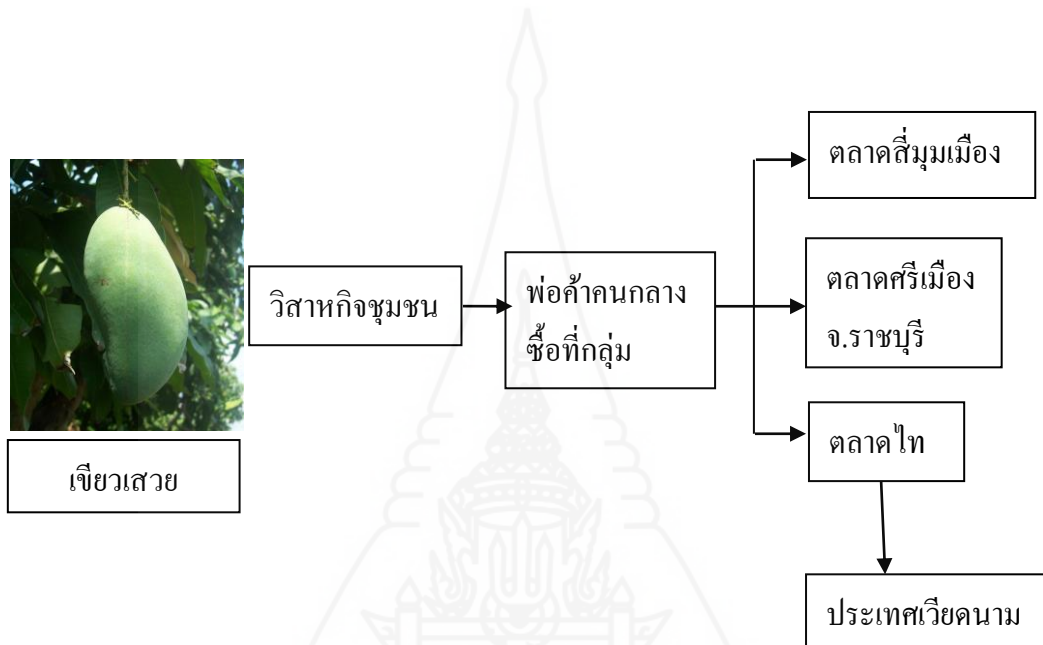 เขียวเสวย
วิสาหกิจชุมชน
พ่อค้าคนกลาง
ซื้อที่กลุ่ม
ตลาดสี่มุมเมือง
ตลาดศรีเมือง
จ.ราชบุรี
ตลาดไท
ประเทศเวียดนาม